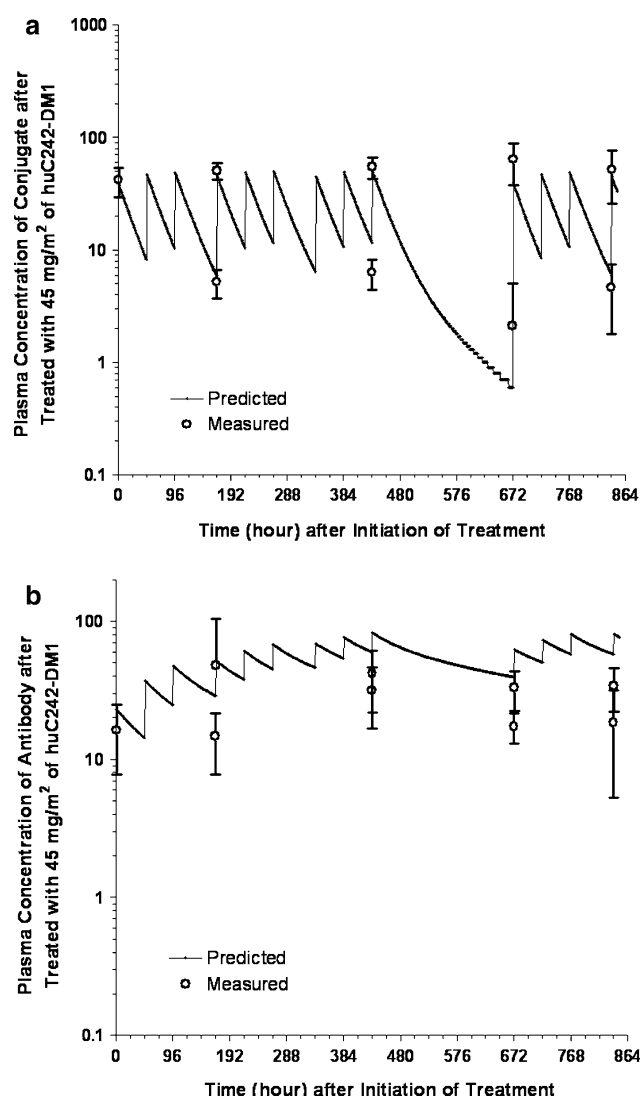 a
Plasma Concentration of Conjugate after
Treated with 45 mg/m² of huC242-DM1
1000
100
10
1
0.1
Predicted
Measured
0 96 192 288 384 480 576 672 768 864
Time (hour) after Initiation of Treatment
b
Plasma Concentration of Antibody after
Treated with 45 mg/m² of huC242-DM1
100
10
1
0.1
Predicted
Measured
0 96 192 288 384 480 576 672 768 864
Time (hour) after Initiation of Treatment